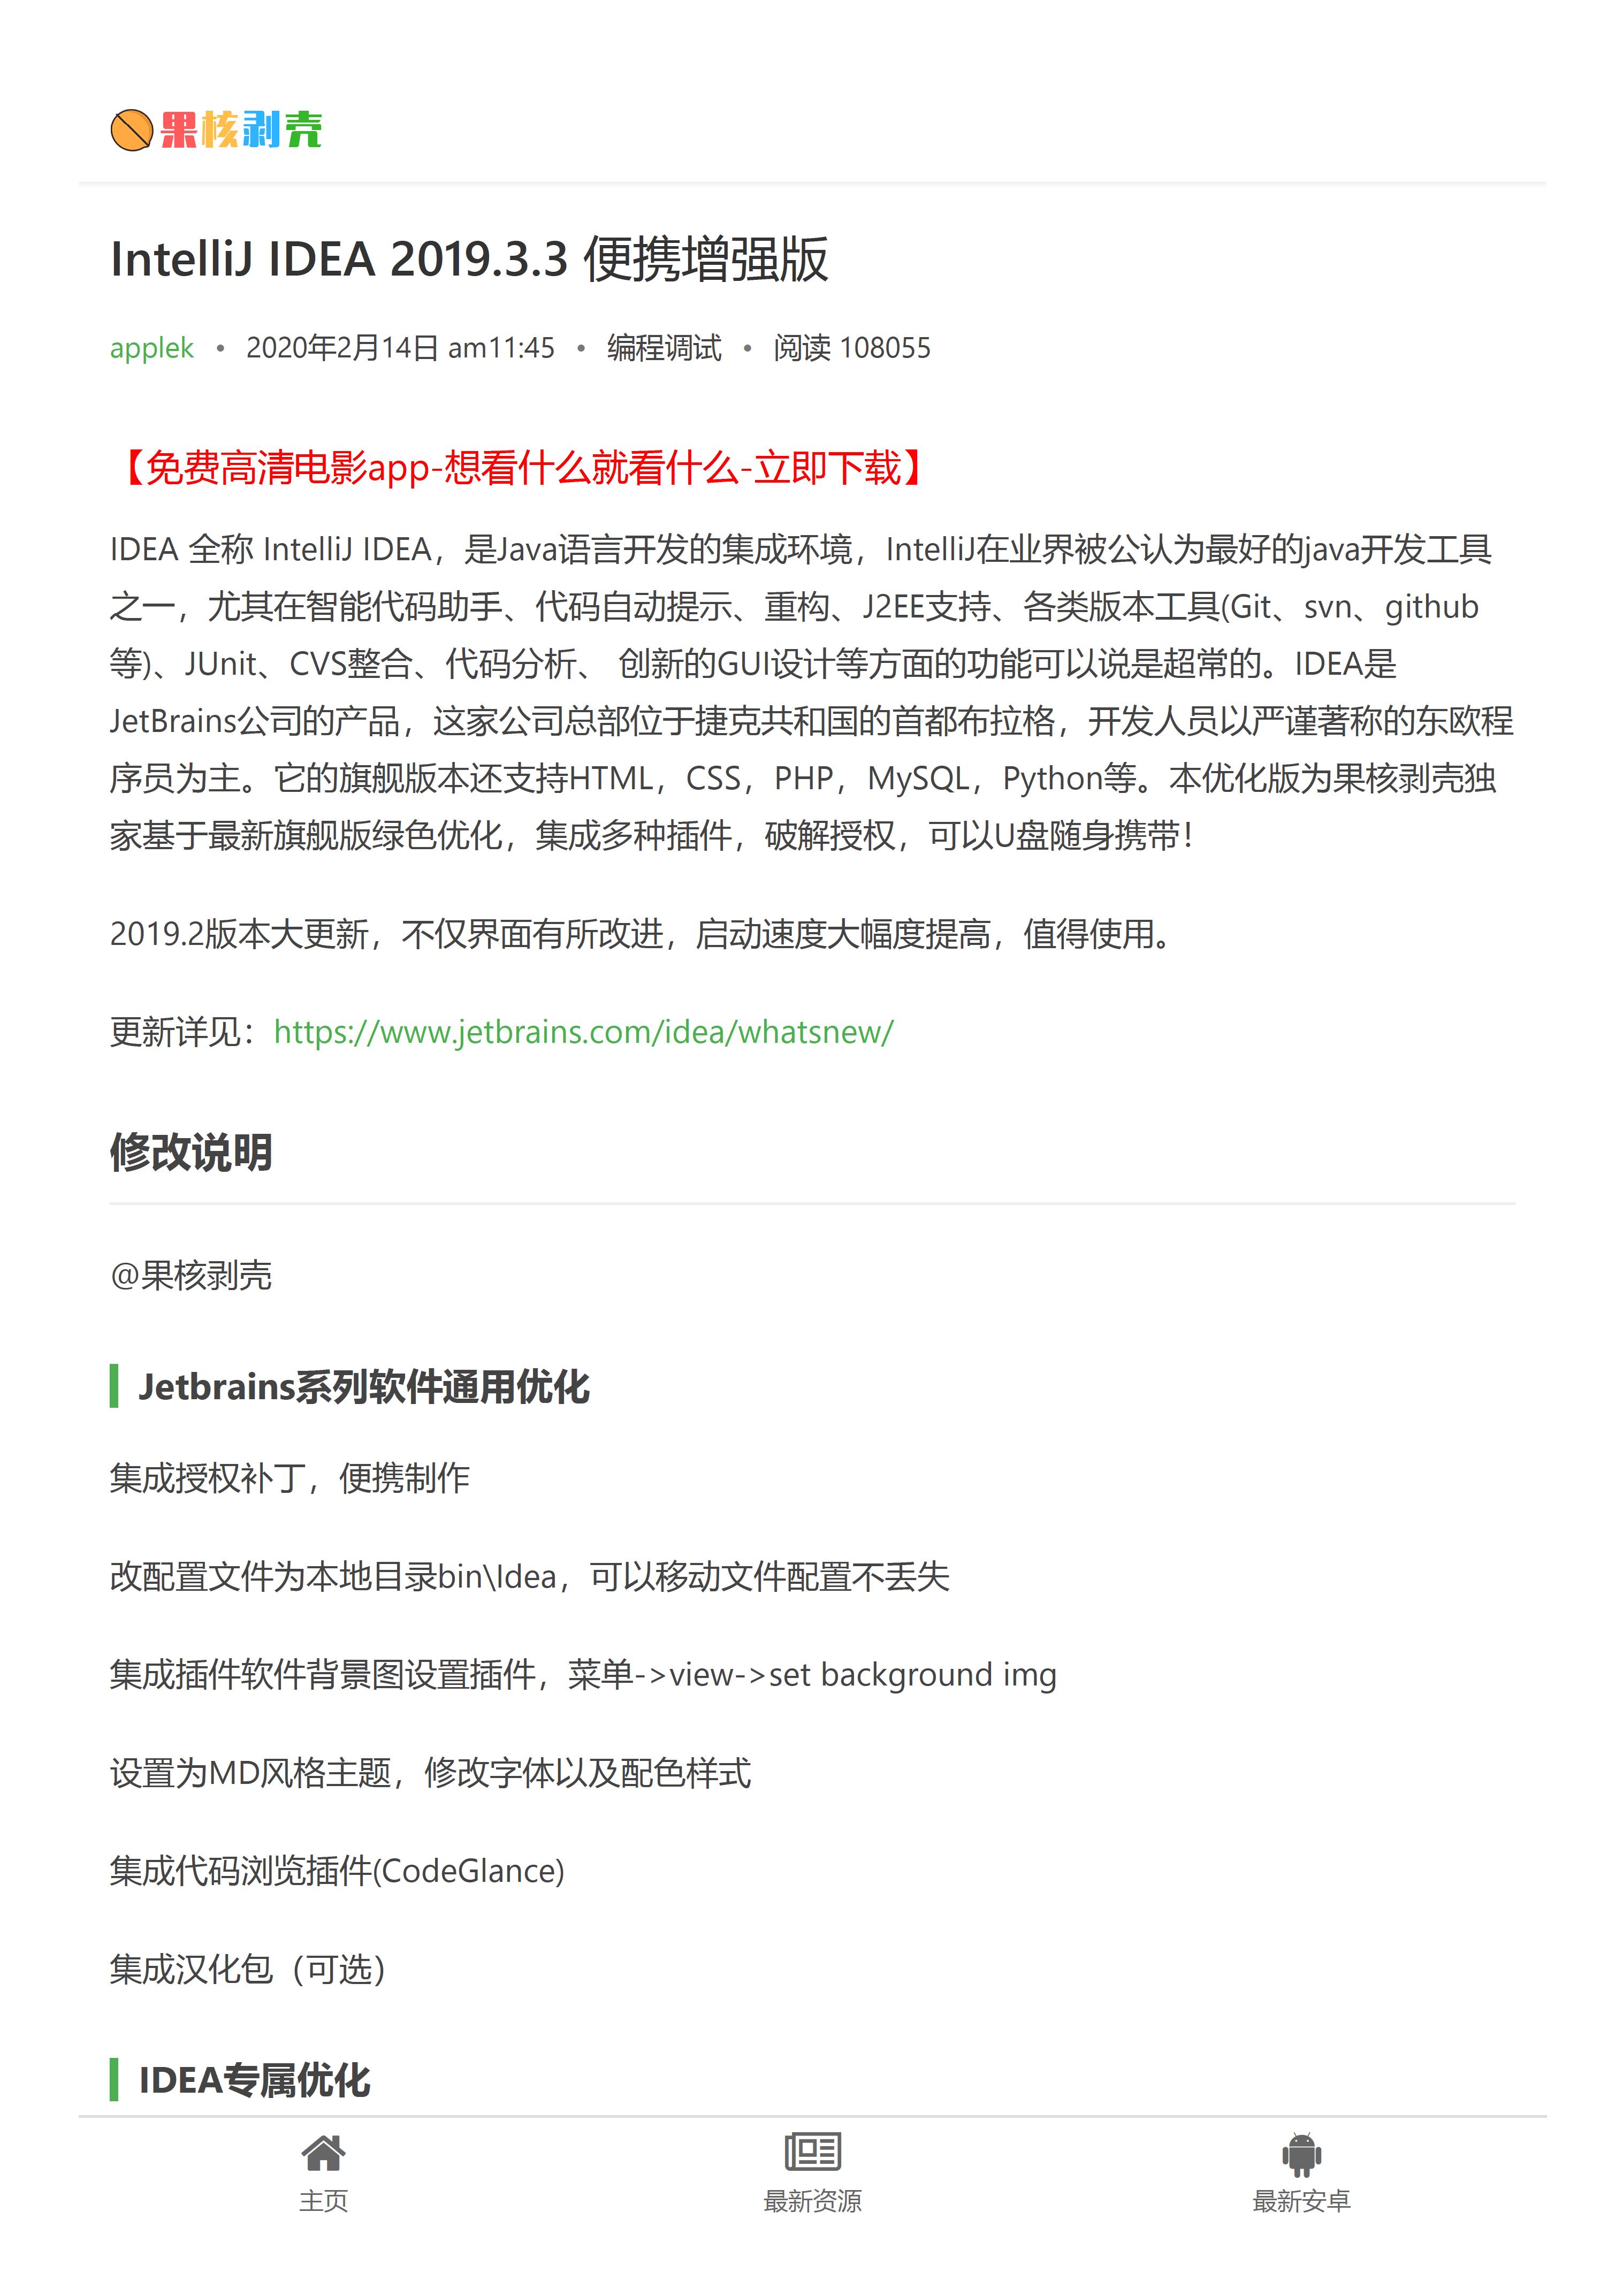 果核剥壳
IntelliJ IDEA 2019.3.3 便携增强版
applek • 2020年2月14日 am11:45 • 编程调试 • 阅读 108055
【免费高清电影app-想看什么就看什么-立即下载】
IDEA 全称 IntelliJ IDEA，是Java语言开发的集成环境，IntelliJ在业界被公认为最好的java开发工具
之一，尤其在智能代码助手、代码自动提示、重构、J2EE支持、各类版本工具(Git、svn、github
等)、JUnit、CVS整合、代码分析、 创新的GUI设计等方面的功能可以说是超常的。IDEA是
JetBrains公司的产品，这家公司总部位于捷克共和国的首都布拉格，开发人员以严谨著称的东欧程
序员为主。它的旗舰版本还支持HTML，CSS，PHP，MySQL，Python等。本优化版为果核剥壳独
家基于最新旗舰版绿色优化，集成多种插件，破解授权，可以U盘随身携带！
2019.2版本大更新，不仅界面有所改进，启动速度大幅度提高，值得使用。
更新详见：https://www.jetbrains.com/idea/whatsnew/
修改说明
@果核剥壳
Jetbrains系列软件通用优化
集成授权补丁，便携制作
改配置文件为本地目录bin\Idea，可以移动文件配置不丢失
集成插件软件背景图设置插件，菜单->view->set background img
设置为MD风格主题，修改字体以及配色样式
集成代码浏览插件(CodeGlance)
集成汉化包（可选）
IDEA专属优化
主页 最新资源 最新安卓